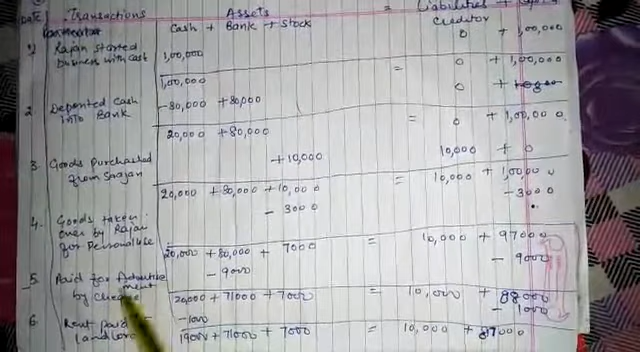 Date Transactions Assets = Liabilities +
Cash + Bank + Stock Creditor
1) Rajan started 0 + 1,00,000
business with cash 1,00,000
1,00,000 = 0 + 1,00,000
2 Deposited Cash -80,000 +80,000 0 +
into Bank
20,000 + 80,000 = 0 + 1,00,000
3 Goods purchased +10,000 10,000 + 0
from Saajan
20,000 + 80,000 + 10,000 = 10,000 + 1,00,000
- 3000 - 3000
4. Goods taken
over by Rajan
for Personal use 20,000 + 80,000 + 7000 = 10,000 + 97000
- 9000 - 9000
5. Paid for
by cheque 20,000 + 71000 + 7000 = 10,000 + 88000
6 Rent paid -1000 - 1000
19000 + 71000 + 7000 = 10,000 + 87000